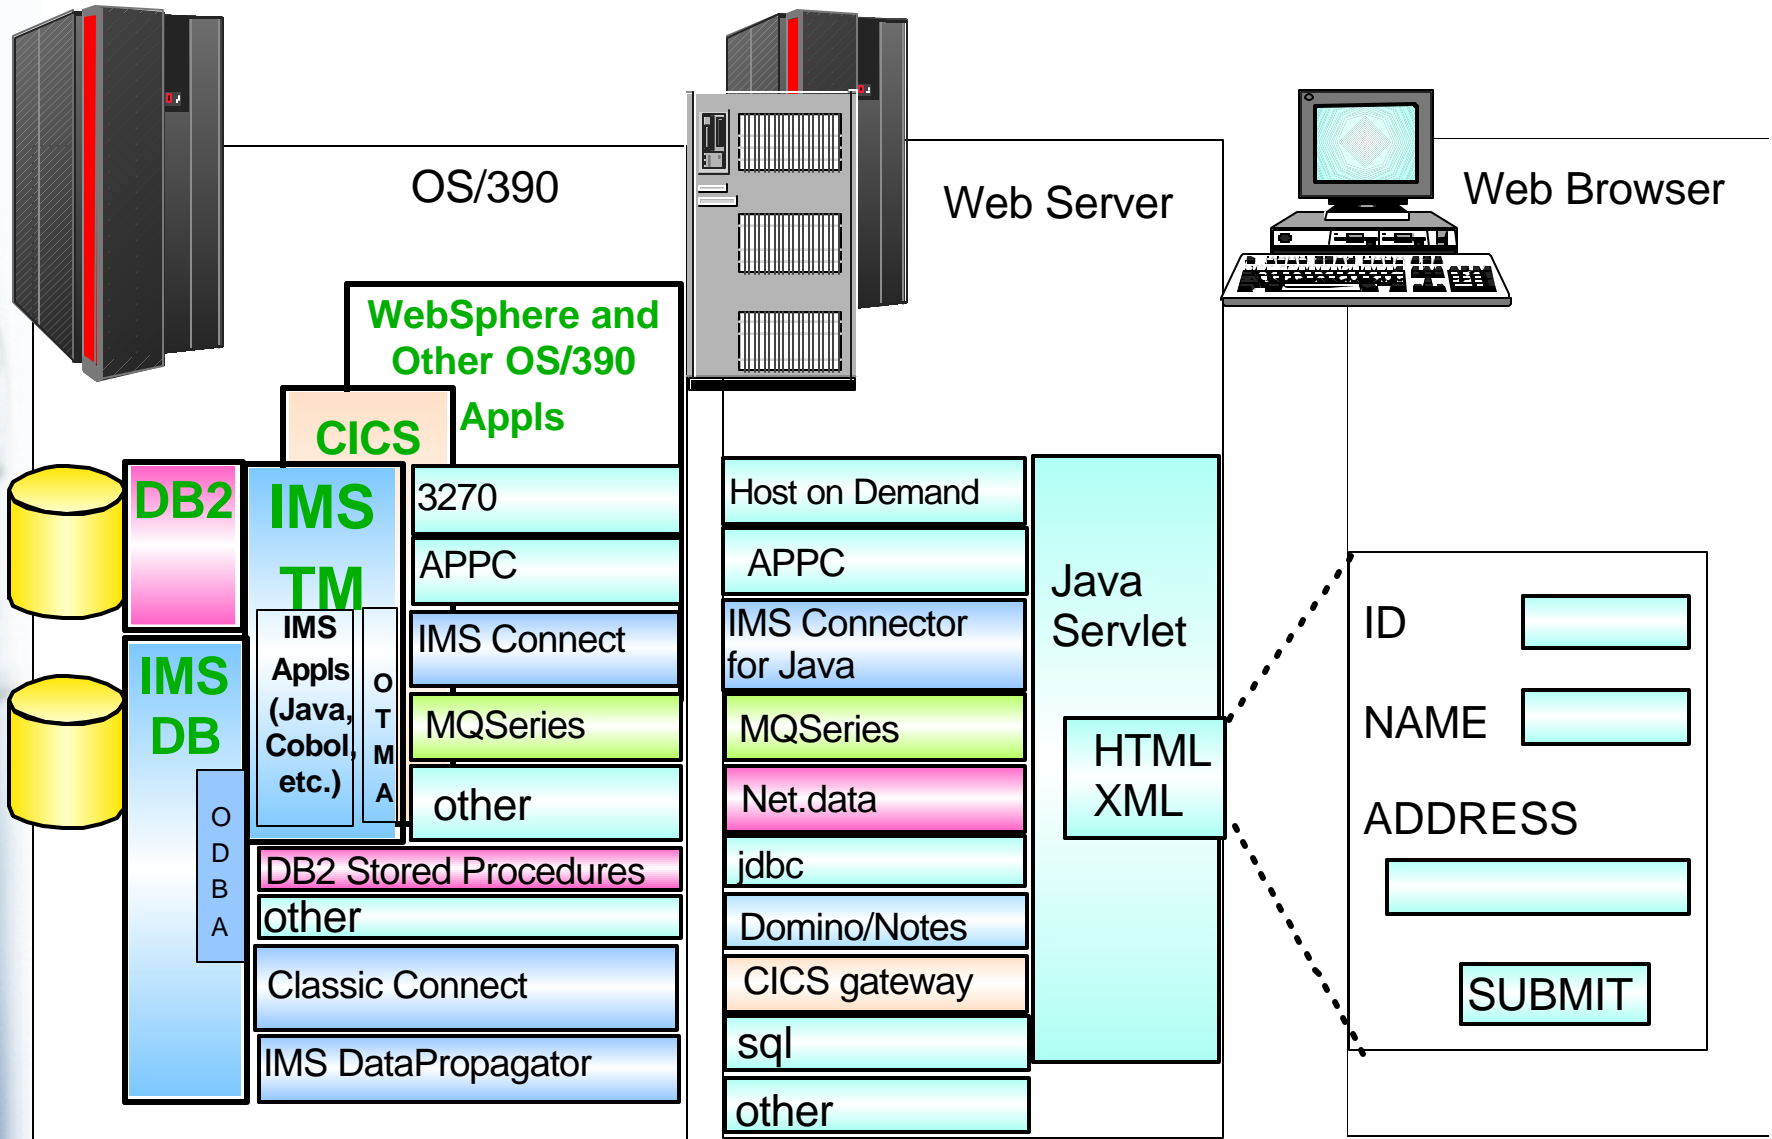 OS/390
Web Server
Web Browser
WebSphere and
Other OS/390
Appls
CICS
DB2
IMS
TM
IMS
Appls
(Java,
Cobol,
etc.)
O
T
M
A
IMS
DB
O
D
B
A
3270
APPC
IMS Connect
MQSeries
other
DB2 Stored Procedures
other
Classic Connect
IMS DataPropagator
Host on Demand
APPC
IMS Connector
for Java
MQSeries
Net.data
jdbc
Domino/Notes
CICS gateway
sql
other
Java
Servlet
HTML
XML
ID
NAME
ADDRESS
SUBMIT